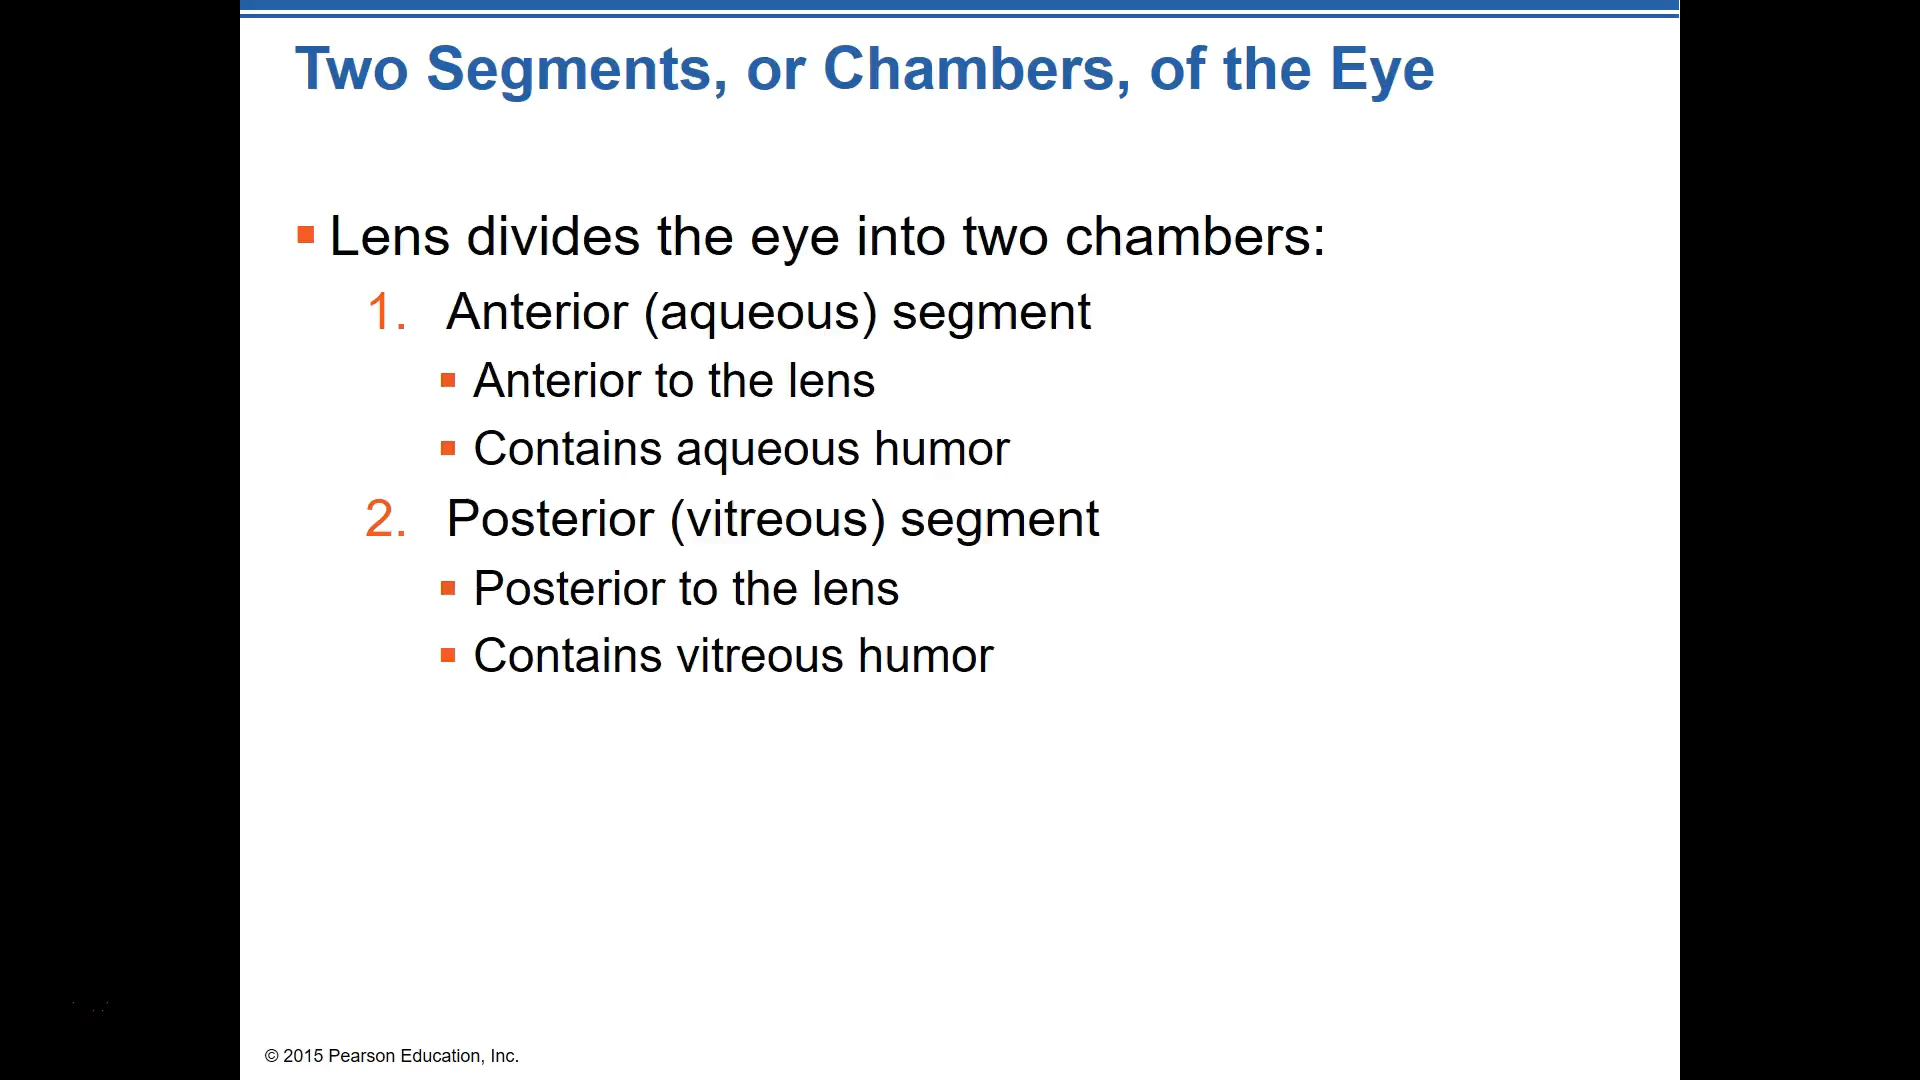 Two Segments, or Chambers, of the Eye
▪ Lens divides the eye into two chambers:
1. Anterior (aqueous) segment
▪ Anterior to the lens
▪ Contains aqueous humor
2. Posterior (vitreous) segment
▪ Posterior to the lens
▪ Contains vitreous humor
© 2015 Pearson Education, Inc.